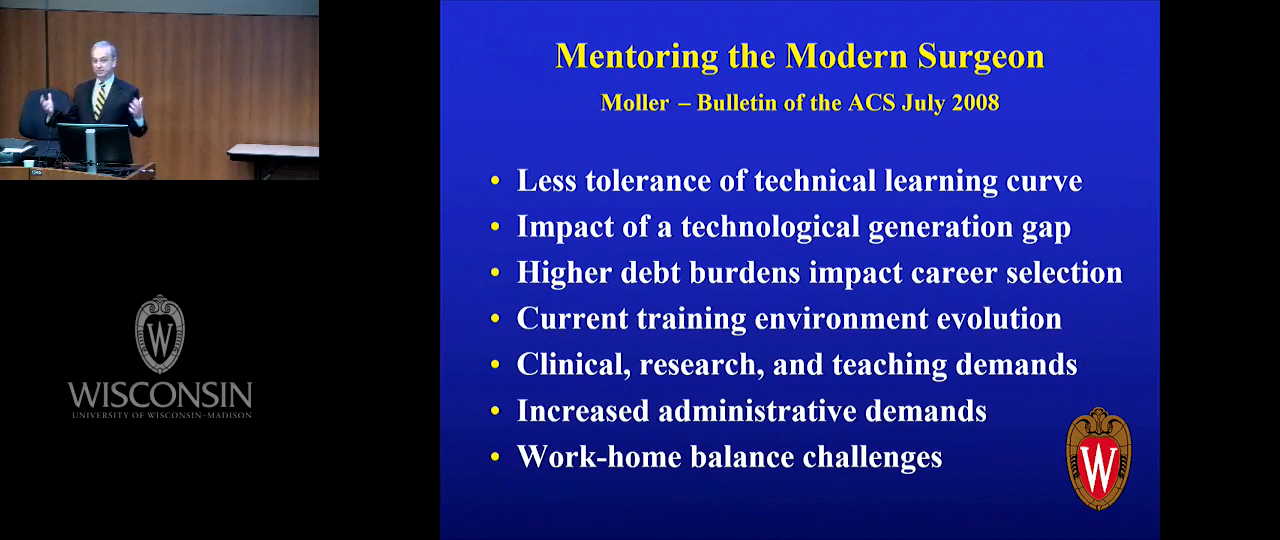 Mentoring the Modern Surgeon
Moller – Bulletin of the ACS July 2008
• Less tolerance of technical learning curve
• Impact of a technological generation gap
• Higher debt burdens impact career selection
• Current training environment evolution
• Clinical, research, and teaching demands
• Increased administrative demands
• Work-home balance challenges
W
W
WISCONSIN
UNIVERSITY OF WISCONSIN–MADISON